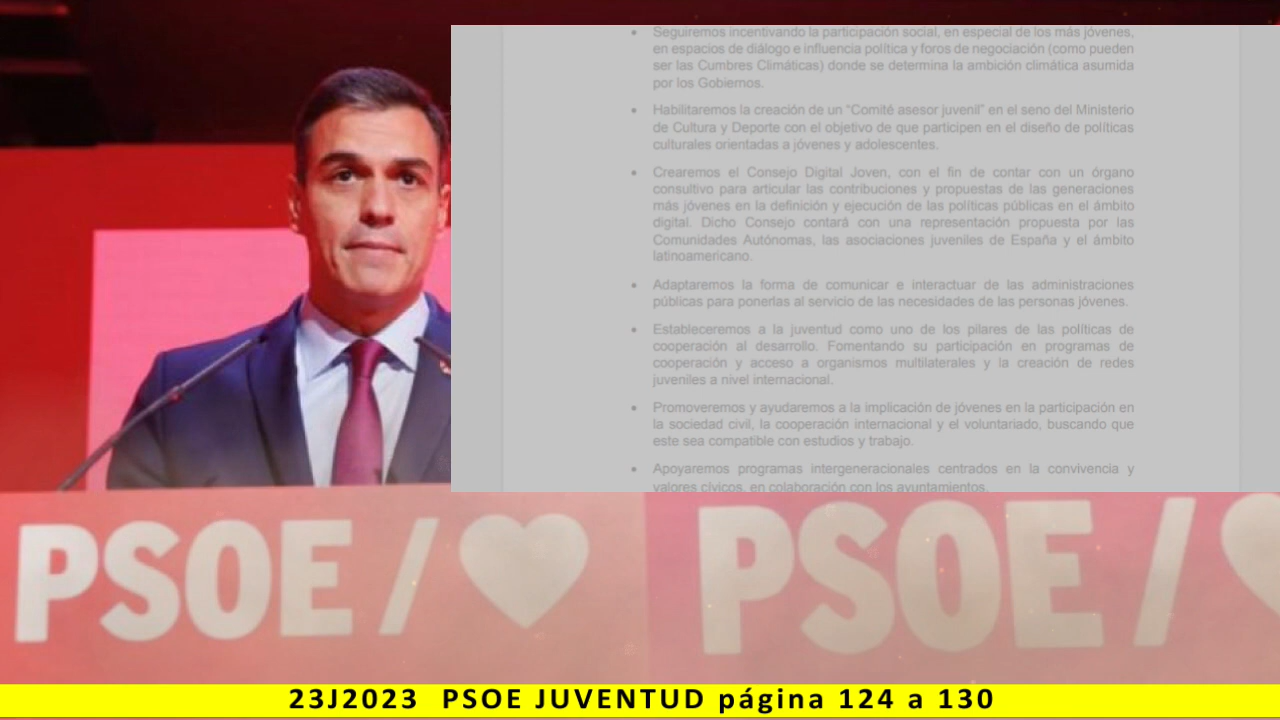 Seguiremos incentivando la participación social, en especial de los más jóvenes,
en espacios de diálogo e influencia política y foros de negociación (como pueden
ser las Cumbres Climáticas) donde se determina la ambición climática asumida
por los Gobiernos.
Habilitaremos la creación de un “Comité asesor juvenil” en el seno del Ministerio
de Cultura y Deporte con el objetivo de que participen en el diseño de políticas
culturales orientadas a jóvenes y adolescentes.
Crearemos el Consejo Digital Joven, con el fin de contar con un órgano
consultivo para articular las contribuciones y propuestas de las generaciones
más jóvenes en la definición y ejecución de las políticas públicas en el ámbito
digital. Dicho Consejo contará con una representación propuesta por las
Comunidades Autónomas, las asociaciones juveniles de España y el ámbito
latinoamericano.
Adaptaremos la forma de comunicar e interactuar de las administraciones
públicas para ponerlas al servicio de las necesidades de las personas jóvenes.
Estableceremos a la juventud como uno de los pilares de las políticas de
cooperación al desarrollo. Fomentando su participación en programas de
cooperación y acceso a organismos multilaterales y la creación de redes
juveniles a nivel internacional.
Promoveremos y ayudaremos a la implicación de jóvenes en la participación en
la sociedad civil, la cooperación internacional y el voluntariado, buscando que
este sea compatible con estudios y trabajo.
Apoyaremos programas intergeneracionales centrados en la convivencia y
valores cívicos, en colaboración con los ayuntamientos.
PSOE/
PSOE/
23J2023 PSOE JUVENTUD página 124 a 130